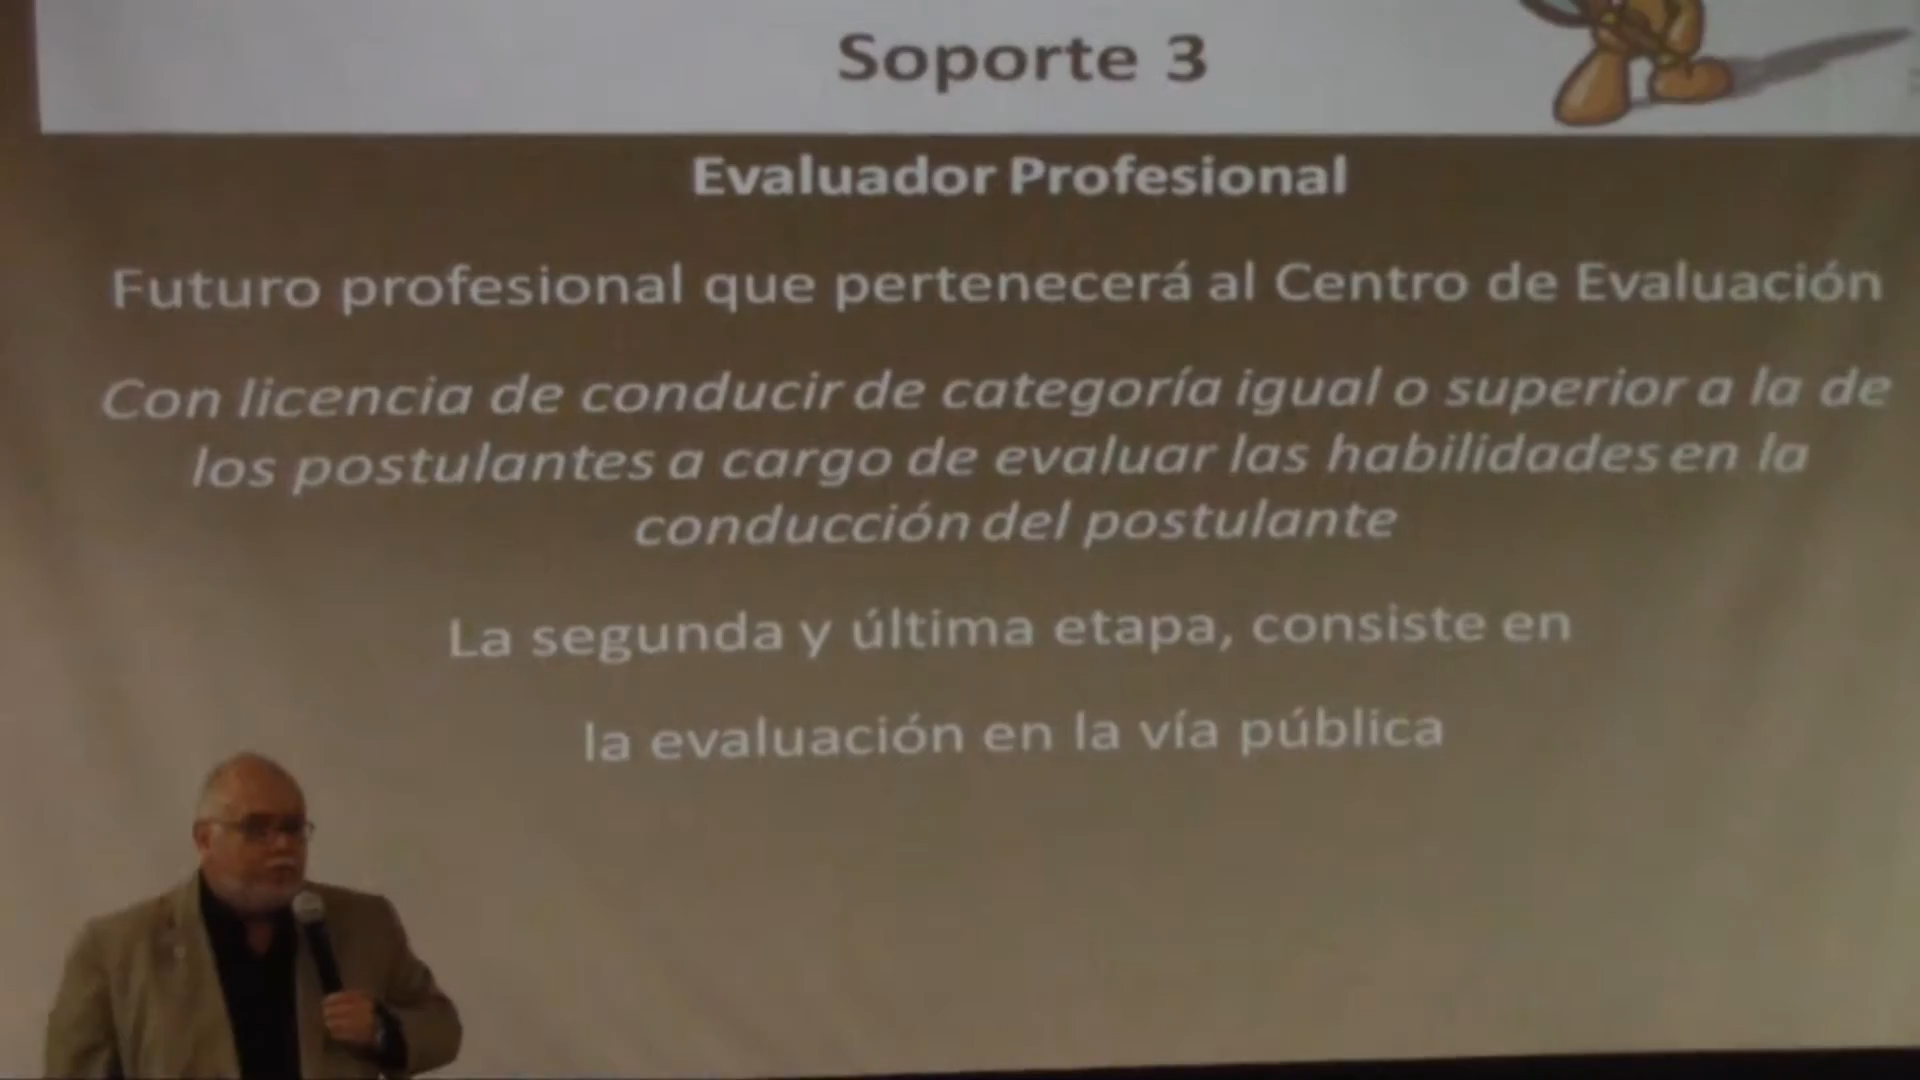 Soporte 3
Evaluador Profesional
Futuro profesional que pertenecerá al Centro de Evaluación
Con licencia de conducir de categoría igual o superior a la de
los postulantes a cargo de evaluar las habilidades en la
conducción del postulante
La segunda y última etapa, consiste en
la evaluación en la vía pública